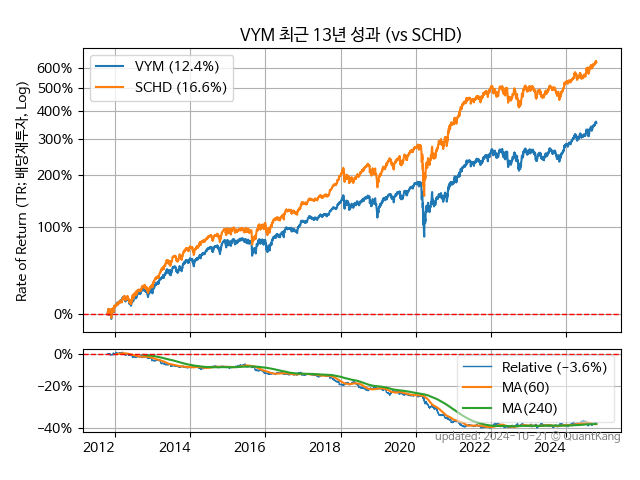 VYM 최근 13년 성과 (vs SCHD)
Rate of Return (TR; 배당재투자, Log)
600%
500%
400%
300%
200%
100%
0%
VYM (12.4%)
SCHD (16.6%)
0%
−20%
−40%
Relative (−3.6%)
MA(60)
MA(240)
2012 2014 2016 2018 2020 2022 2024
updated: 2024-10-21 © QuantKang